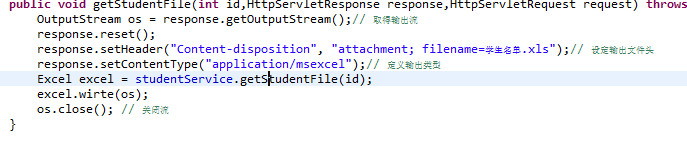 public void getStudentFile(int id,HttpServletResponse response,HttpServletRequest request) throws
OutputStream os = response.getOutputStream();// 取得输出流
response.reset();
response.setHeader("Content-disposition", "attachment; filename=学生名单.xls");// 设定输出文件头
response.setContentType("application/msexcel");// 定义输出类型
Excel excel = studentService.getStudentFile(id);
excel.wirte(os);
os.close(); // 关闭流
}